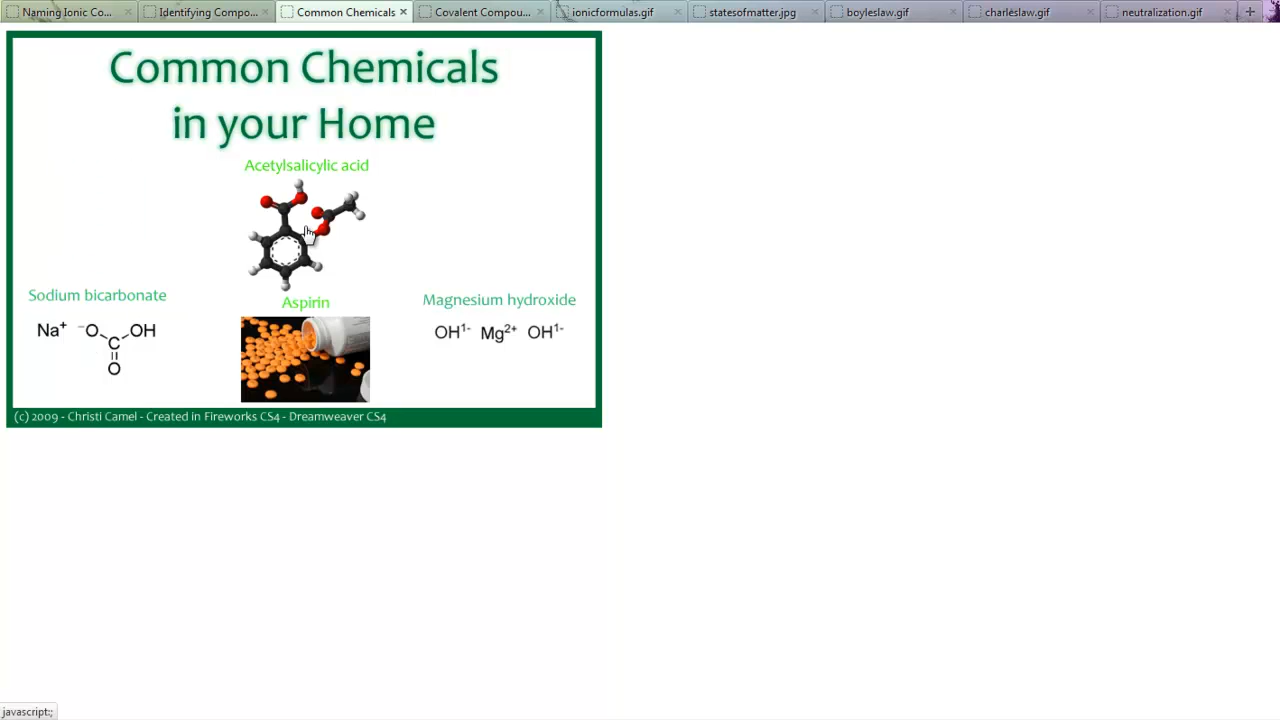 Naming Ionic Co...
Identifying Compo...
Common Chemicals
Covalent Compou...
ionicformulas.gif
statesofmatter.jpg
boyleslaw.gif
charleslaw.gif
neutralization.gif
Common Chemicals
in your Home
Acetylsalicylic acid
Sodium bicarbonate
Aspirin
Magnesium hydroxide
Na+ −O OH
C
O
OH1- Mg2+ OH1-
(c) 2009 - Christi Camel - Created in Fireworks CS4 - Dreamweaver CS4
javascript:;